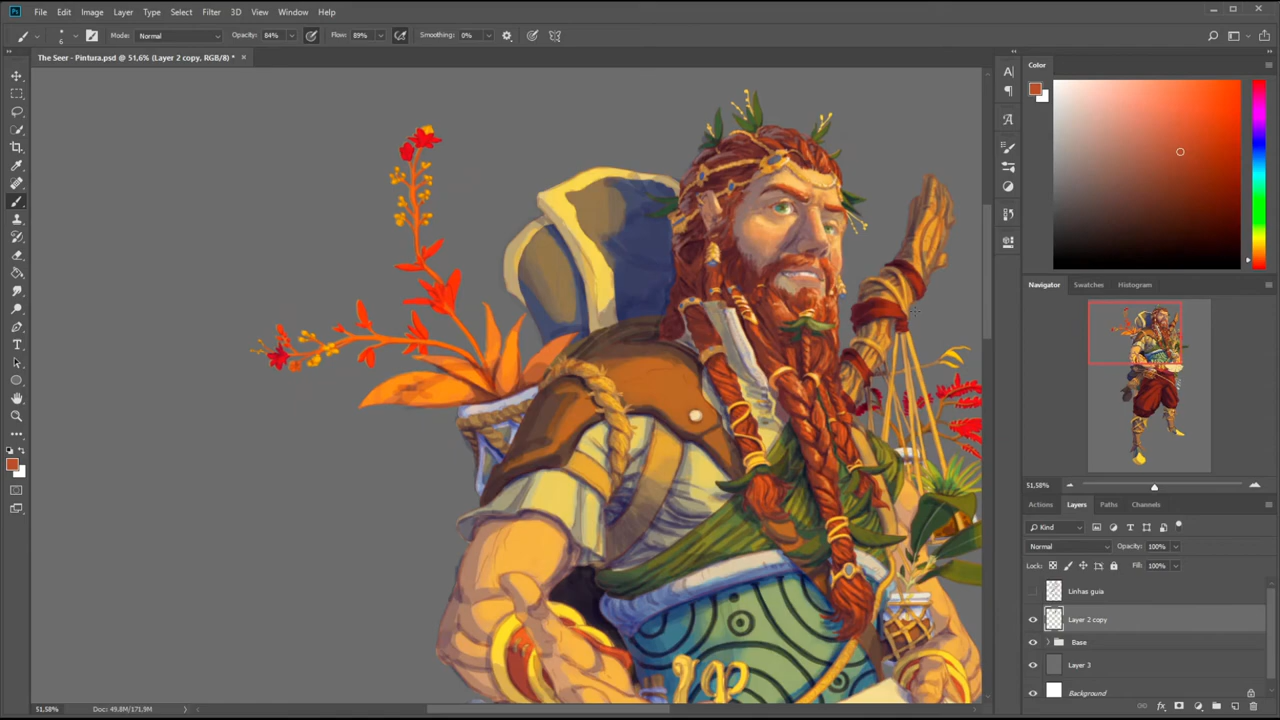 Ps File Edit Image Layer Type Select Filter 3D View Window Help
6 Mode: Normal Opacity: 84% Flow: 89% Smoothing: 0%
The Seer - Pintura.psd @ 51,6% (Layer 2 copy, RGB/8) *
Color
Navigator Swatches Histogram
51,58%
Actions Layers Paths Channels
Kind
Normal Opacity: 100%
Lock: Fill: 100%
Linhas guia
Layer 2 copy
Base
Layer 3
Background
51,58% Doc: 49,8M/171,9M